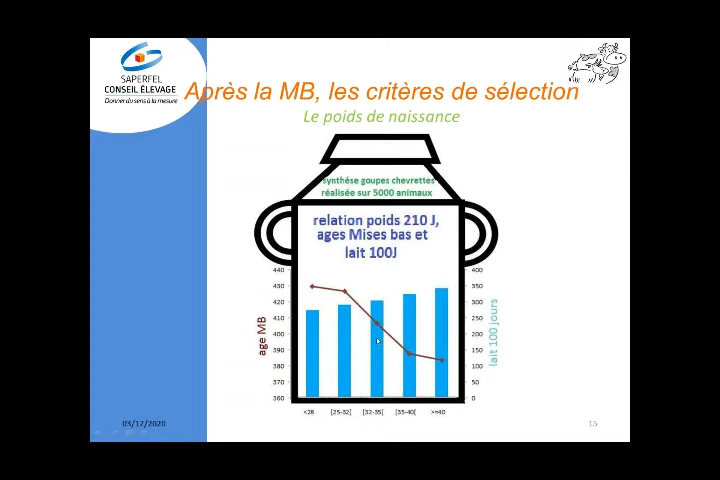 SAPERFEL
CONSEIL ÉLEVAGE
Donner du sens à la mesure
Après la MB, les critères de sélection
Le poids de naissance
synthése goupes chevrettes
réalisée sur 5000 animaux
relation poids 210 J,
ages Mises bas et
lait 100J
440 400
430 350
420 300
410 250
400 200
390 150
380 100
370 50
360 0
age MB
lait 100 jours
<28 [25-32[ [32-35[ [35-40[ >=40
03/12/2020
15